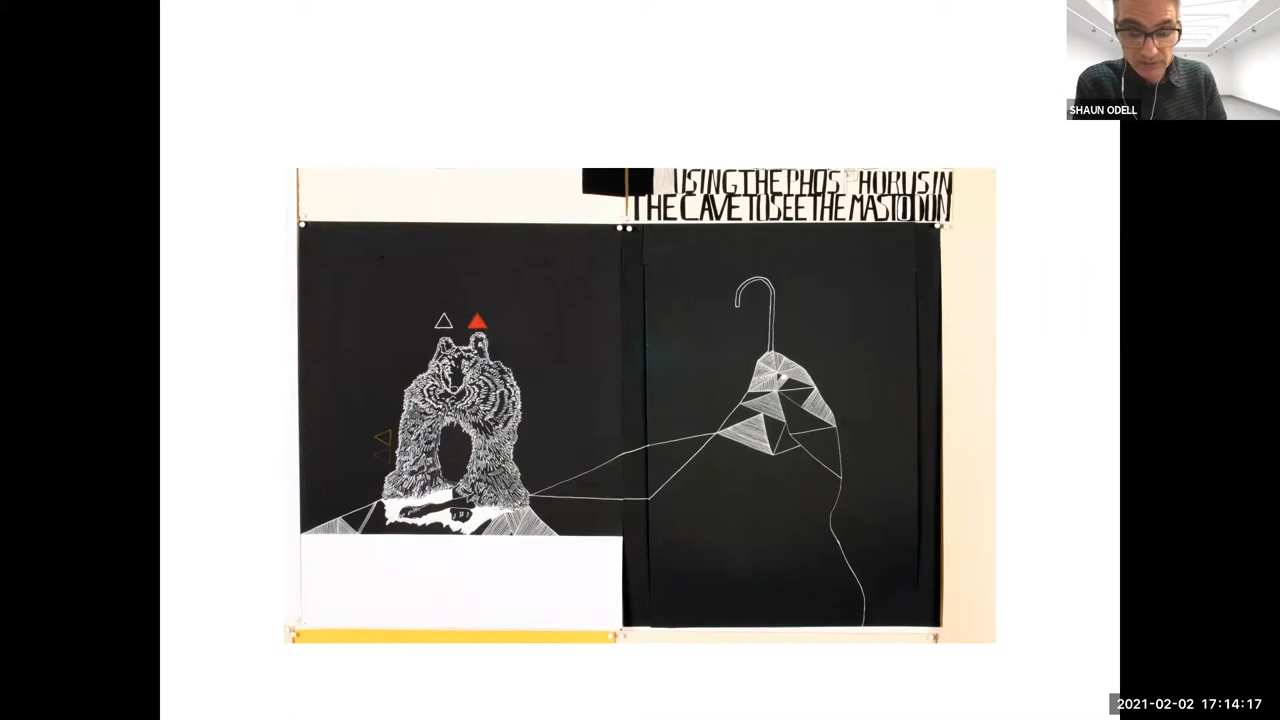 SHAUN ODELL
USING THE PHOSPHORUS IN
THE CAVE TO SEE THE MASTODON
2021-02-02 17:14:17